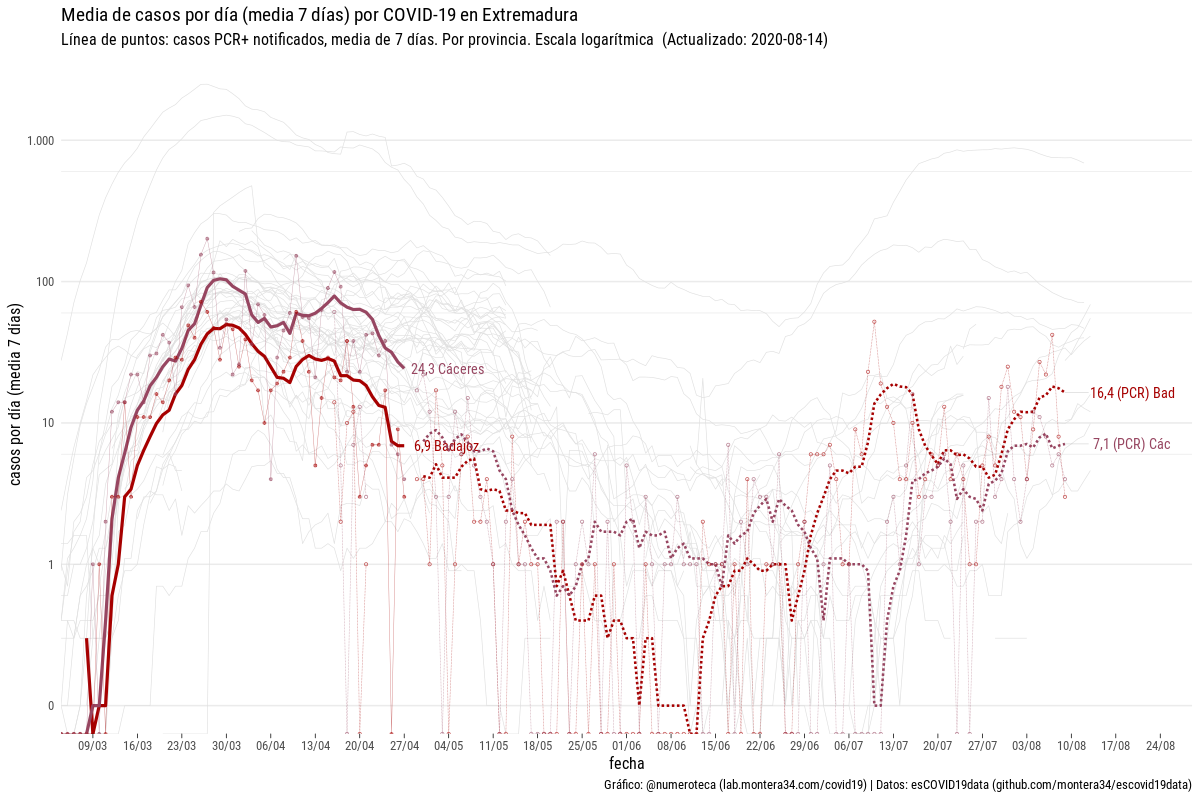 Media de casos por día (media 7 días) por COVID-19 en Extremadura
Línea de puntos: casos PCR+ notificados, media de 7 días. Por provincia. Escala logarítmica (Actualizado: 2020-08-14)
casos por día (media 7 días)
1.000
100
10
1
0
24,3 Cáceres
6,9 Badajoz
16,4 (PCR) Bad
7,1 (PCR) Các
09/03 16/03 23/03 30/03 06/04 13/04 20/04 27/04 04/05 11/05 18/05 25/05 01/06 08/06 15/06 22/06 29/06 06/07 13/07 20/07 27/07 03/08 10/08 17/08 24/08
fecha
Gráfico: @numeroteca (lab.montera34.com/covid19) | Datos: esCOVID19data (github.com/montera34/escovid19data)